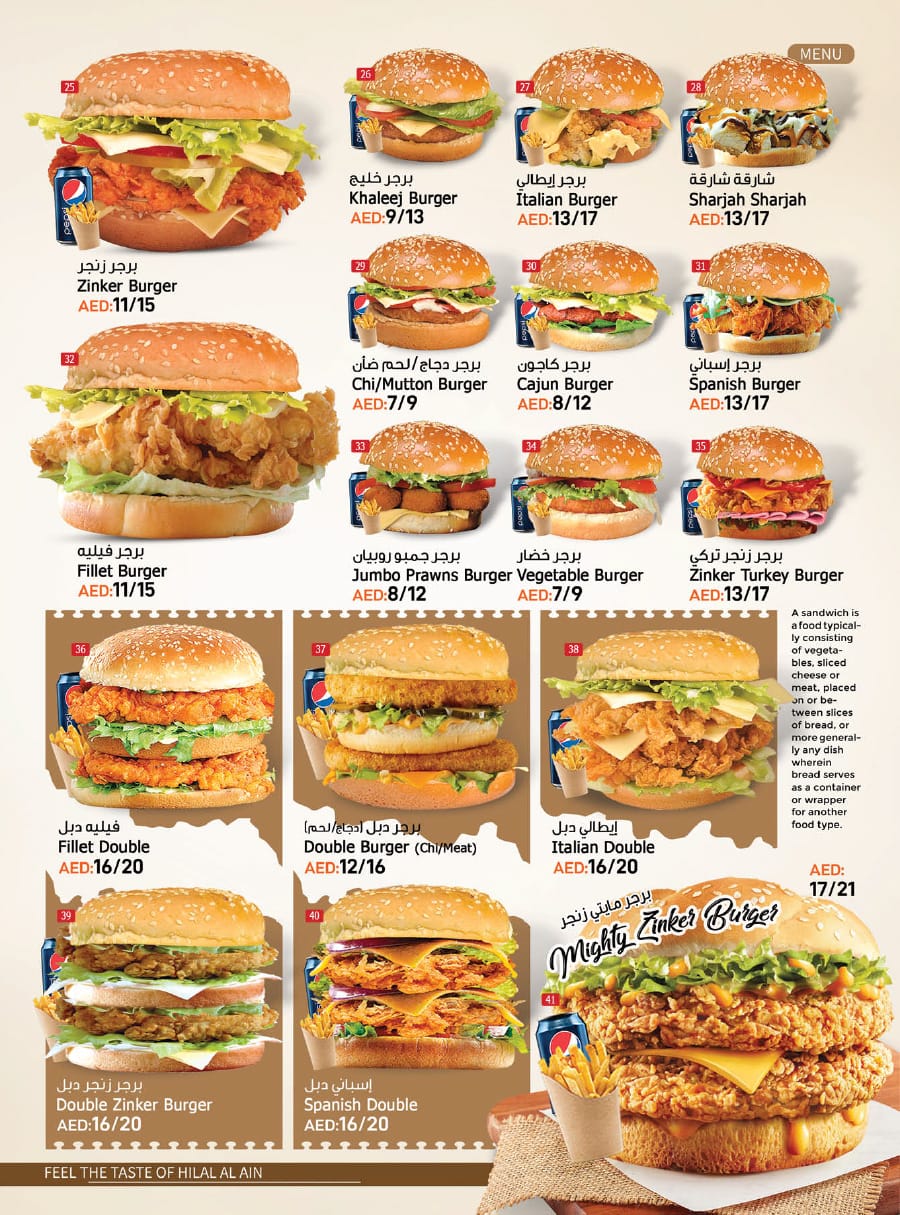 MENU
25
برجر زنجر
Zinker Burger
AED:11/15
26
برجر خليج
Khaleej Burger
AED:9/13
27
برجر إيطالي
Italian Burger
AED:13/17
28
شارقة شارقة
Sharjah Sharjah
AED:13/17
29
برجر دجاج/لحم ضأن
Chi/Mutton Burger
AED:7/9
30
برجر كاجون
Cajun Burger
AED:8/12
31
برجر إسباني
Spanish Burger
AED:13/17
32
برجر فيليه
Fillet Burger
AED:11/15
33
برجر جمبو روبيان
Jumbo Prawns Burger
AED:8/12
34
برجر خضار
Vegetable Burger
AED:7/9
35
برجر زنجر تركي
Zinker Turkey Burger
AED:13/17
36
فيليه دبل
Fillet Double
AED:16/20
37
برجر دبل (دجاج/لحم)
Double Burger (Chi/Meat)
AED:12/16
38
إيطالي دبل
Italian Double
AED:16/20
A sandwich is
a food typical-
ly consisting
of vegeta-
bles, sliced
cheese or
meat, placed
on or be-
tween slices
of bread, or
more general-
ly any dish
wherein
bread serves
as a container
or wrapper
for another
food type.
39
برجر زنجر دبل
Double Zinker Burger
AED:16/20
40
إسباني دبل
Spanish Double
AED:16/20
AED:
17/21
برجر مايتي زنجر
Mighty Zinker Burger
41
pepsi
FEEL THE TASTE OF HILAL AL AIN